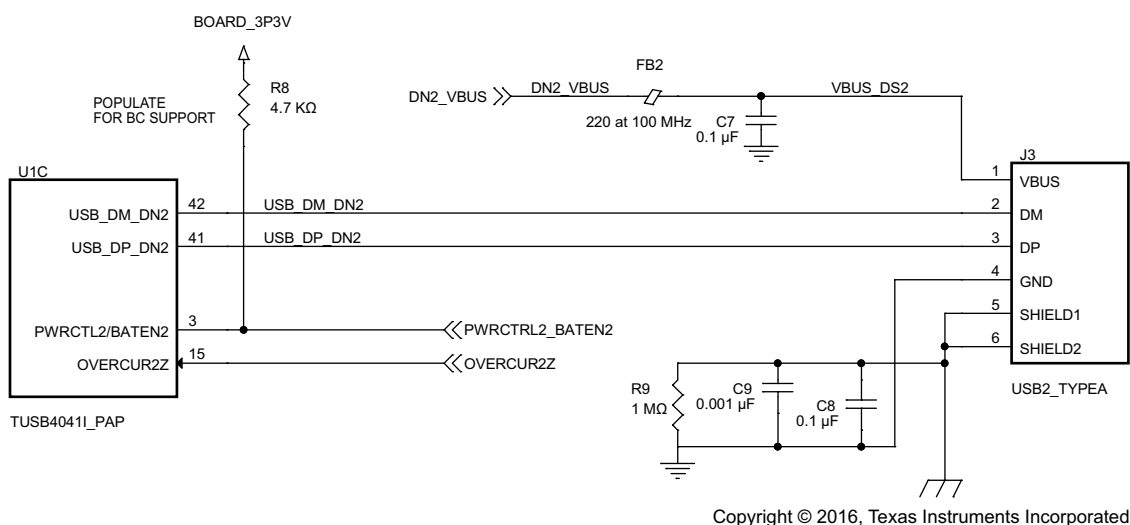 BOARD_3P3V
FB2
R8
4.7 KΩ
DN2_VBUS
DN2_VBUS
VBUS_DS2
POPULATE
FOR BC SUPPORT
220 at 100 MHz
C7
0.1 µF
U1C
J3
1
VBUS
USB_DM_DN2
42
USB_DM_DN2
2
DM
USB_DP_DN2
41
USB_DP_DN2
3
DP
4
GND
PWRCTL2/BATEN2
3
PWRCTRL2_BATEN2
5
SHIELD1
OVERCUR2Z
15
OVERCUR2Z
6
SHIELD2
R9
1 MΩ
C9
0.001 µF
C8
0.1 µF
USB2_TYPEA
TUSB4041I_PAP
Copyright © 2016, Texas Instruments Incorporated